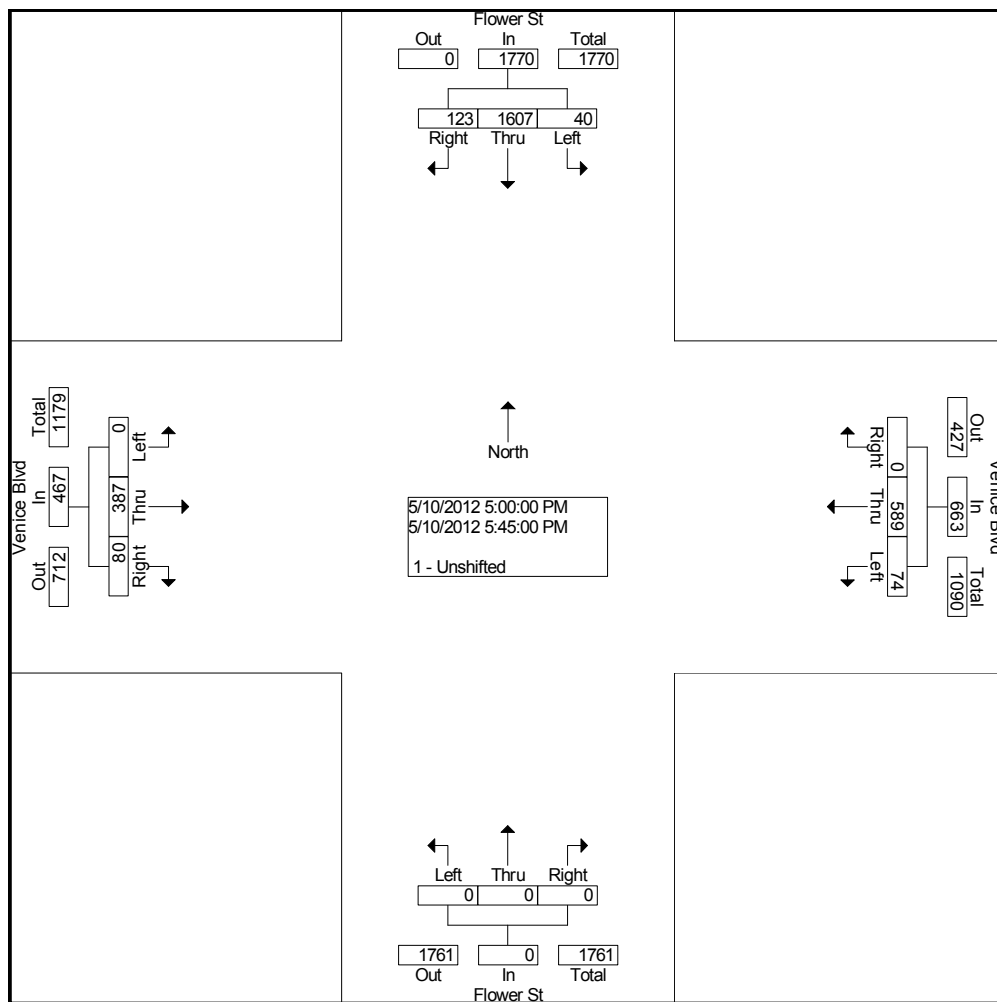 Flower St
Out In Total
0 1770 1770
123 1607 40
Right Thru Left
Venice Blvd
Total In Out
1179 467 712
0 387 80
Left Thru Right
North
5/10/2012 5:00:00 PM
5/10/2012 5:45:00 PM
1 - Unshifted
Right Thru Left
0 589 74
427 663 1090
Out In Total
Venice Blvd
Left Thru Right
0 0 0
1761 0 1761
Out In Total
Flower St